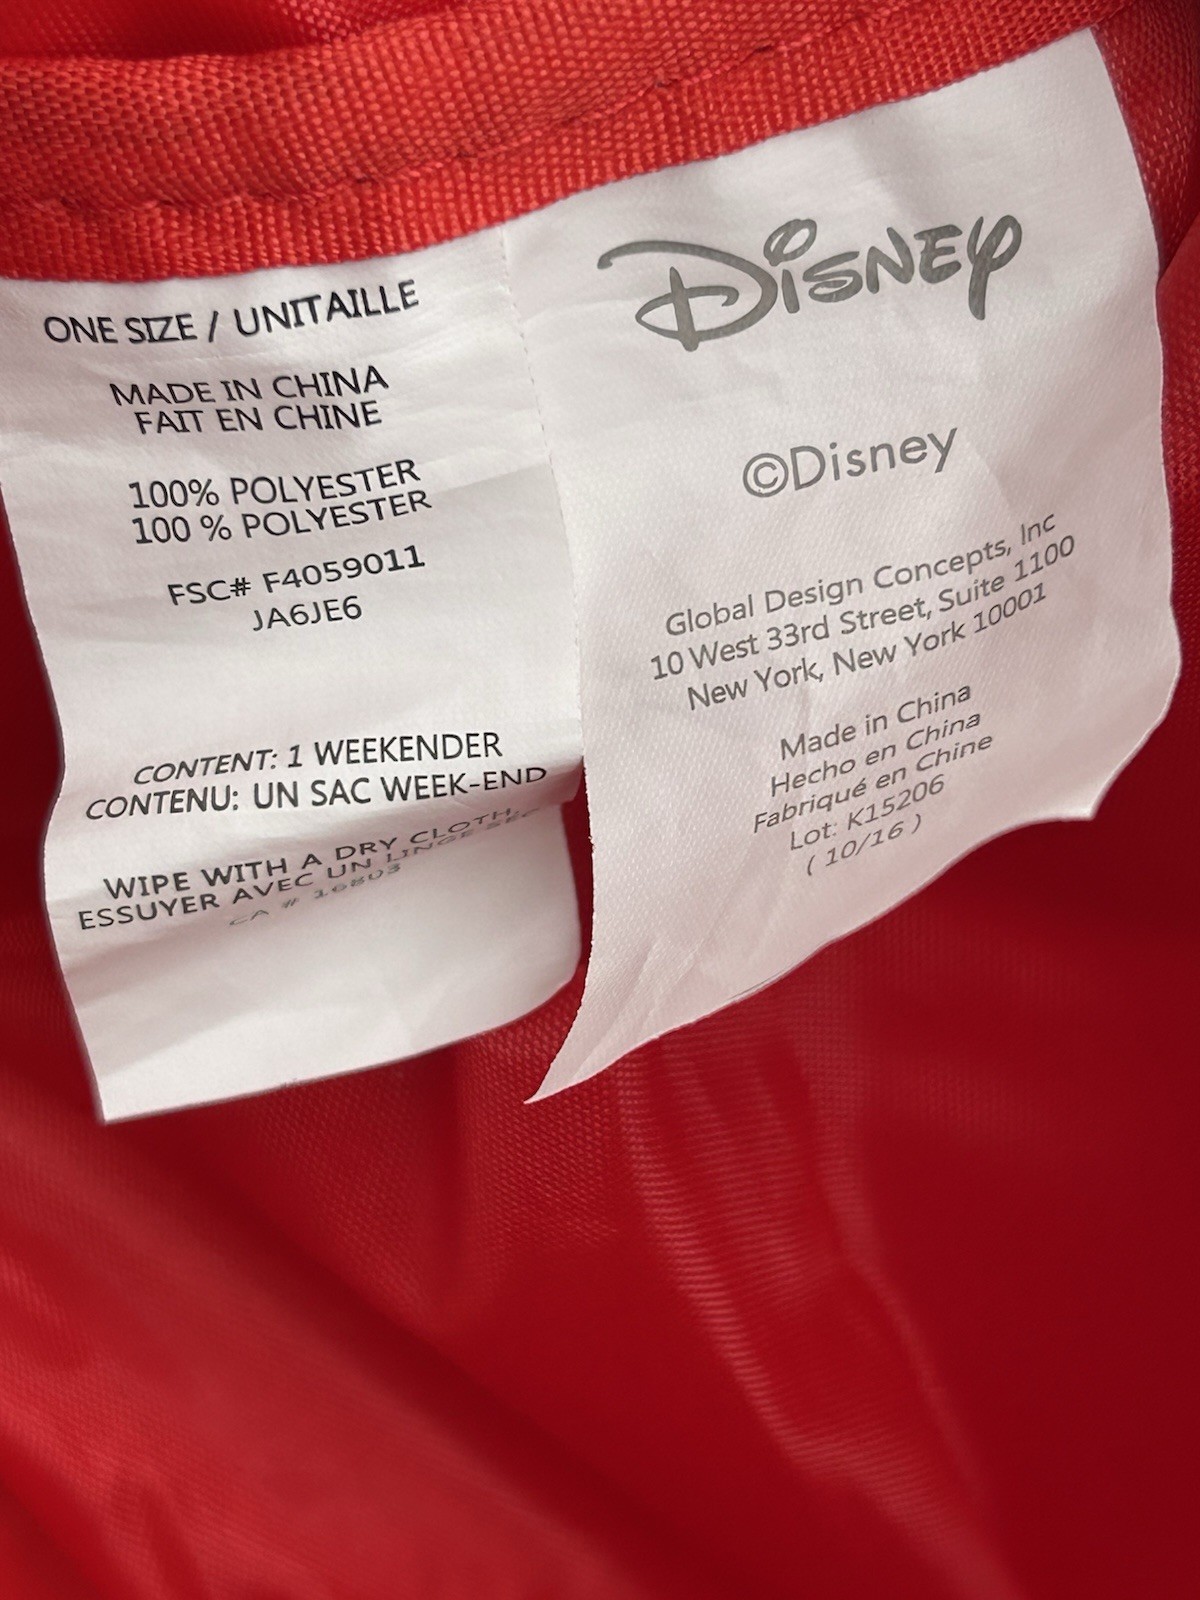 ONE SIZE / UNITAILLE
MADE IN CHINA
FAIT EN CHINE
100% POLYESTER
100 % POLYESTER
FSC# F4059011
JA6JE6
CONTENT: 1 WEEKENDER
CONTENU: UN SAC WEEK-END
WIPE WITH A DRY CLOTH
ESSUYER AVEC UN LINGE SEC
CA # 16803
Disney
©Disney
Global Design Concepts, Inc
10 West 33rd Street, Suite 1100
New York, New York 10001
Made in China
Hecho en China
Fabriqué en Chine
Lot: K15206
( 10/16 )